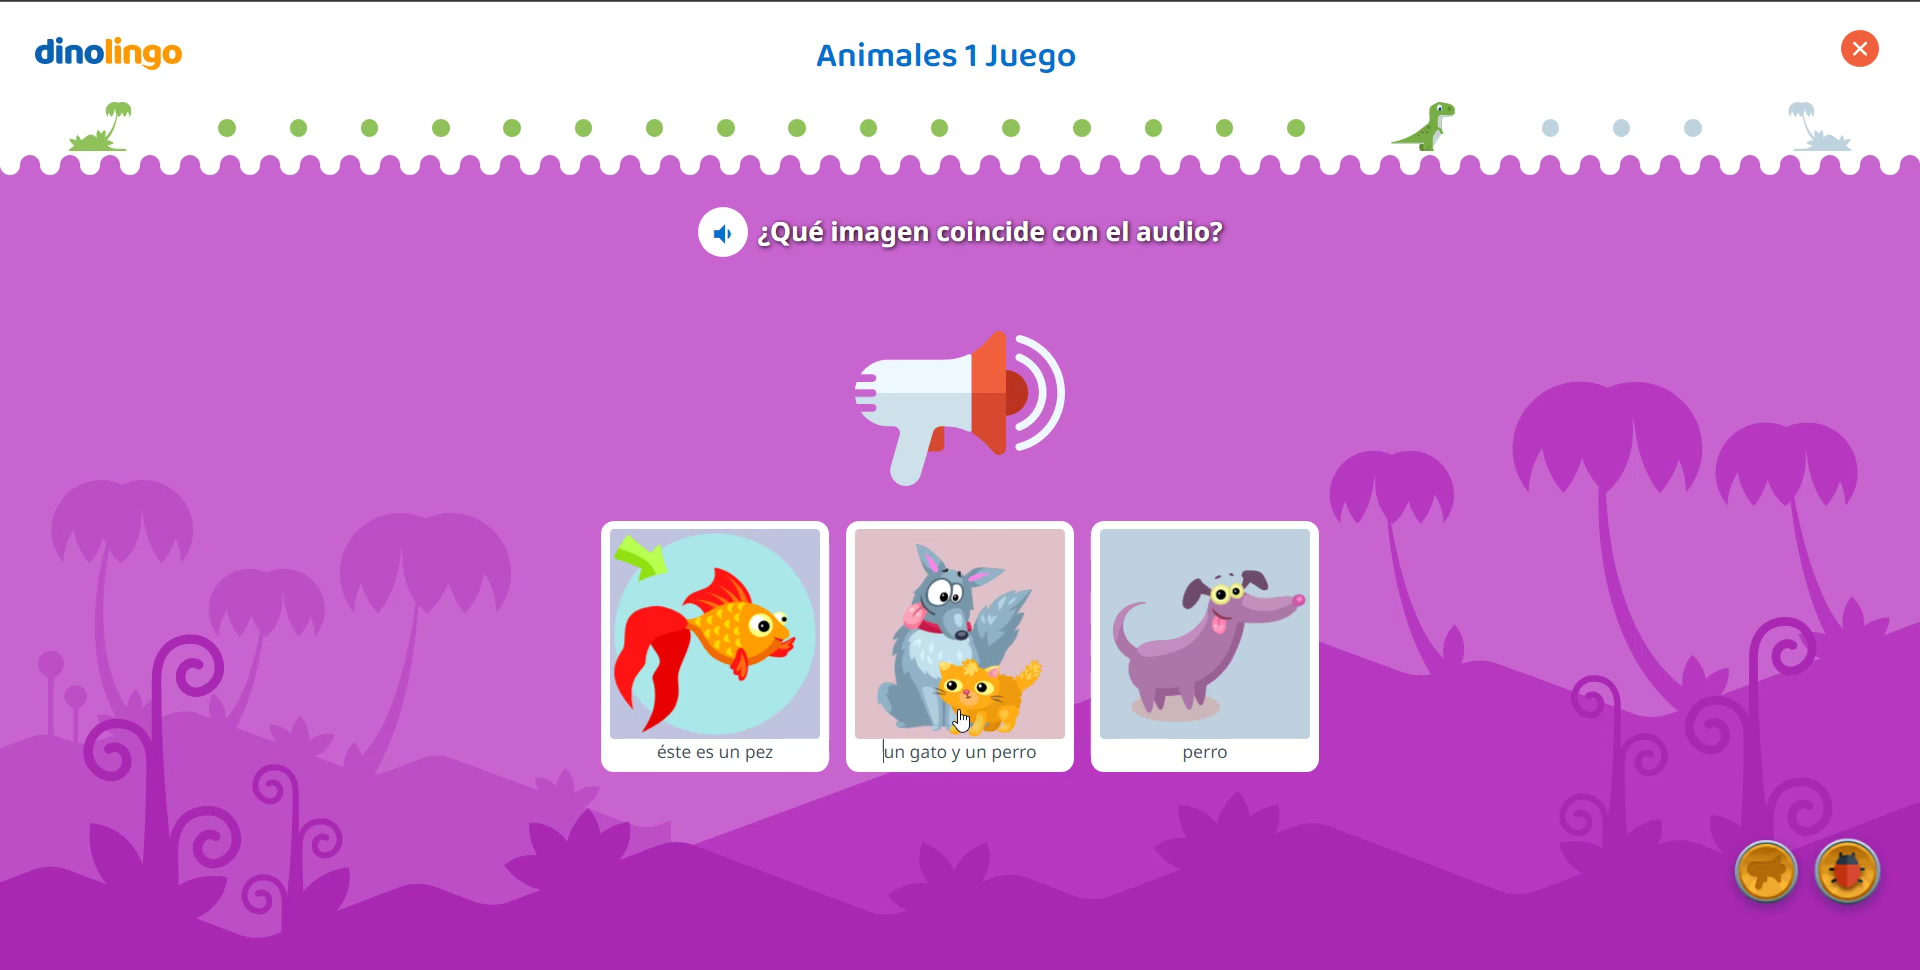 dinolingo
Animales 1 Juego
¿Qué imagen coincide con el audio?
éste es un pez
un gato y un perro
perro